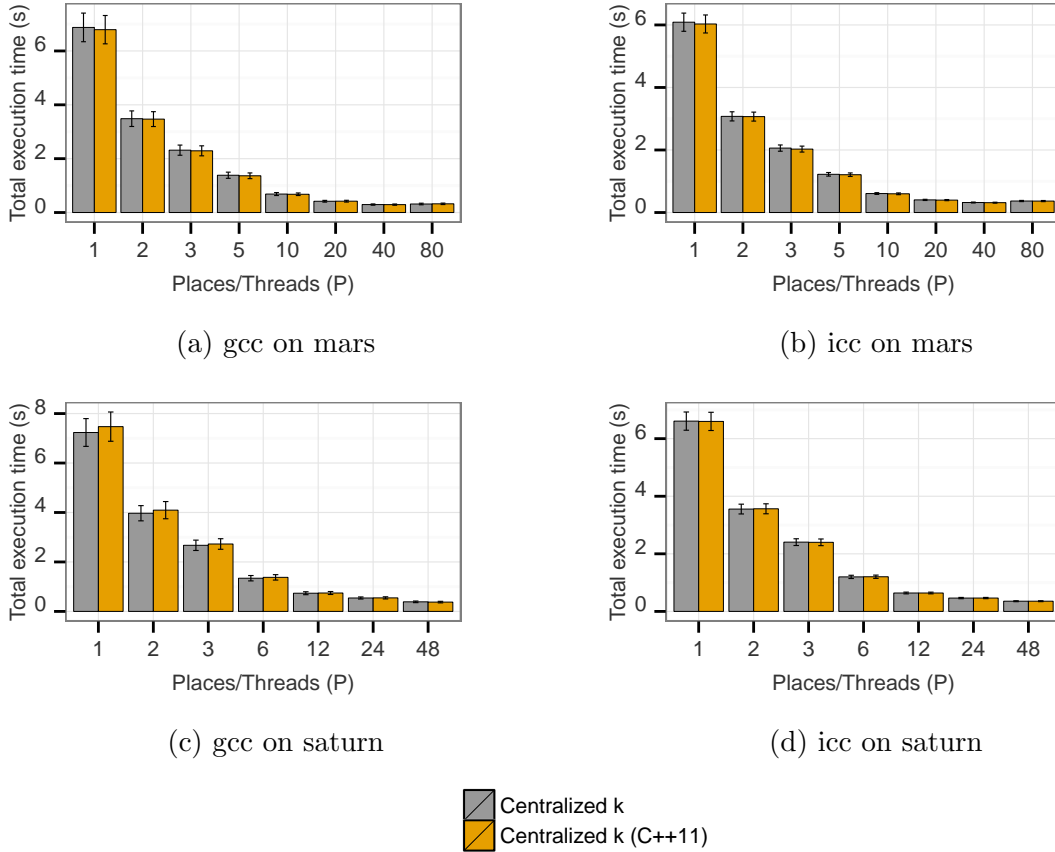 Total execution time (s)
6
4
2
0
1 2 3 5 10 20 40 80
Places/Threads (P)
(a) gcc on mars
Total execution time (s)
6
4
2
0
1 2 3 5 10 20 40 80
Places/Threads (P)
(b) icc on mars
Total execution time (s)
8
6
4
2
0
1 2 3 6 12 24 48
Places/Threads (P)
(c) gcc on saturn
Total execution time (s)
6
4
2
0
1 2 3 6 12 24 48
Places/Threads (P)
(d) icc on saturn
Centralized k
Centralized k (C++11)